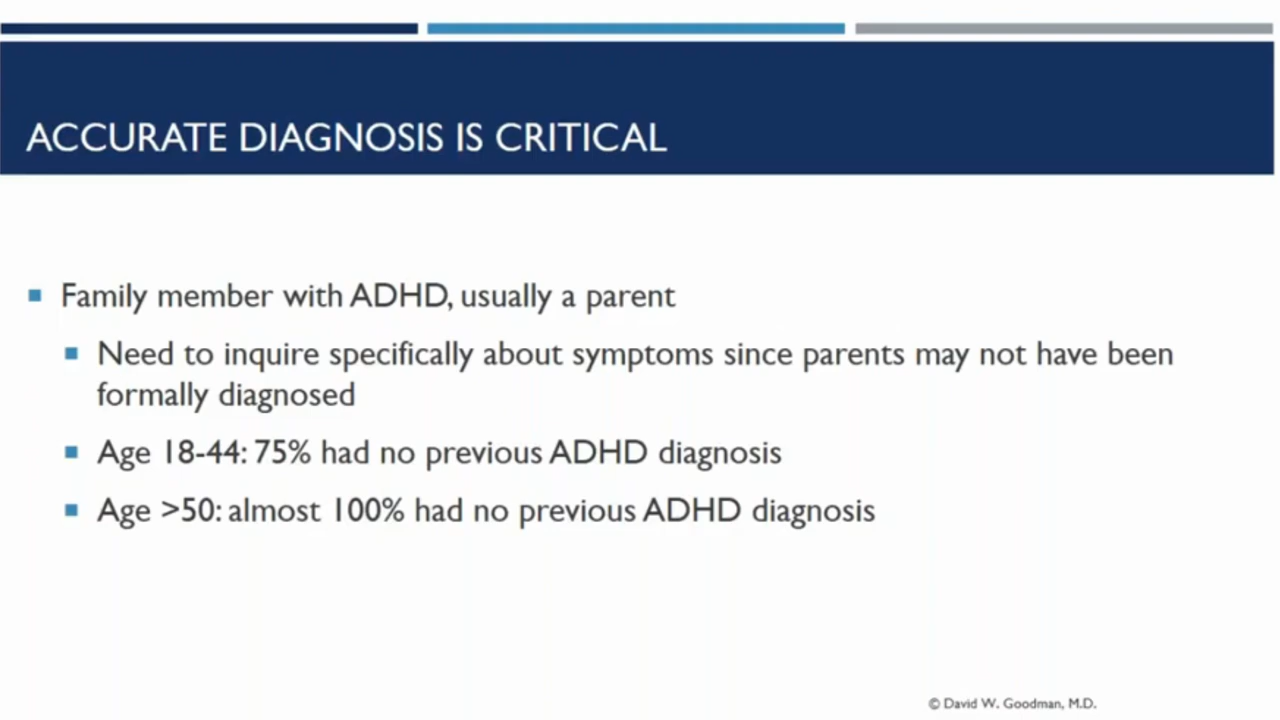 ACCURATE DIAGNOSIS IS CRITICAL
Family member with ADHD, usually a parent
Need to inquire specifically about symptoms since parents may not have been
formally diagnosed
Age 18-44: 75% had no previous ADHD diagnosis
Age >50: almost 100% had no previous ADHD diagnosis
© David W. Goodman, M.D.